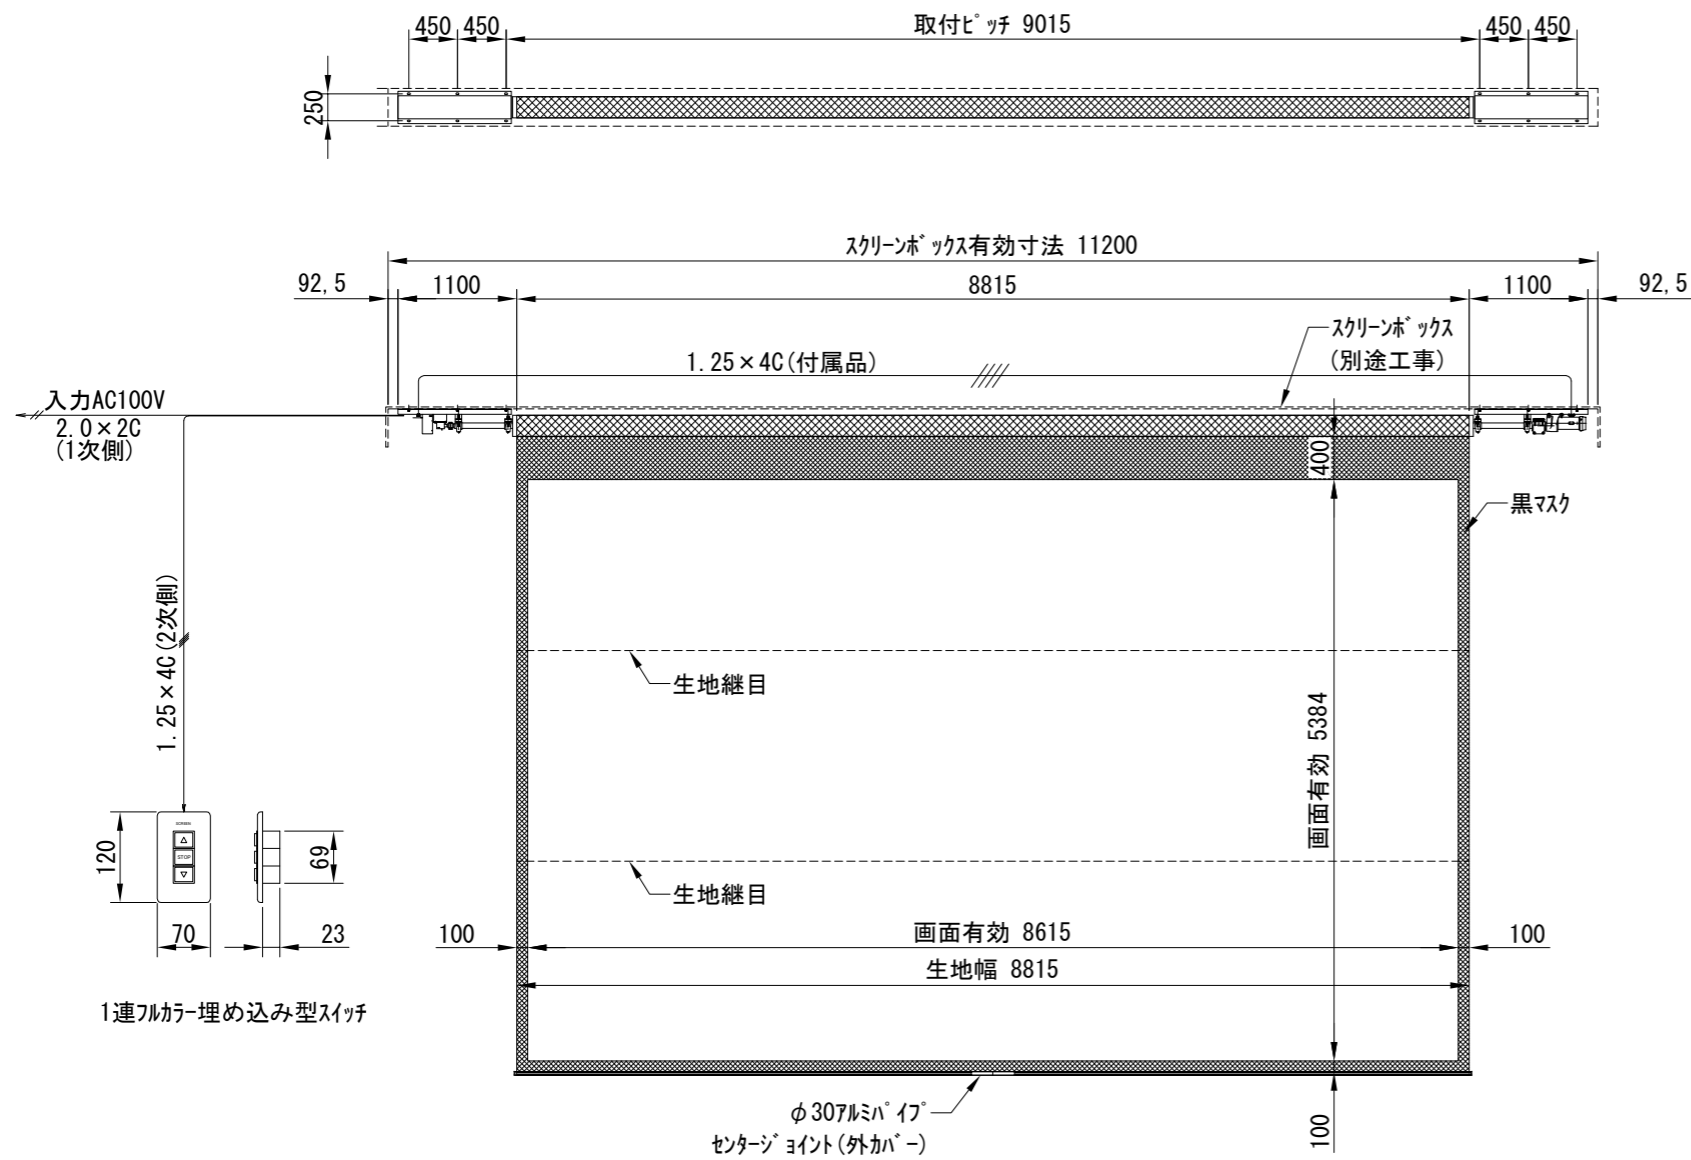 450 450 取付ピッチ 9015 450 450
250
スクリーンボックス有効寸法 11200
92,5 1100 8815 1100 92,5
スクリーンボックス
(別途工事)
1.25×4C(付属品)
入力AC100V
2.0×2C
(1次側)
400
黒マスク
1.25×4C(2次側)
生地継目
画面有効 5384
生地継目
SCREEN
△
STOP
▽
120
69
70 23
1連フルカラー埋め込み型スイッチ
100 画面有効 8615 100
生地幅 8815
φ30アルミパイプ
センタージョイント(外カバー)
100